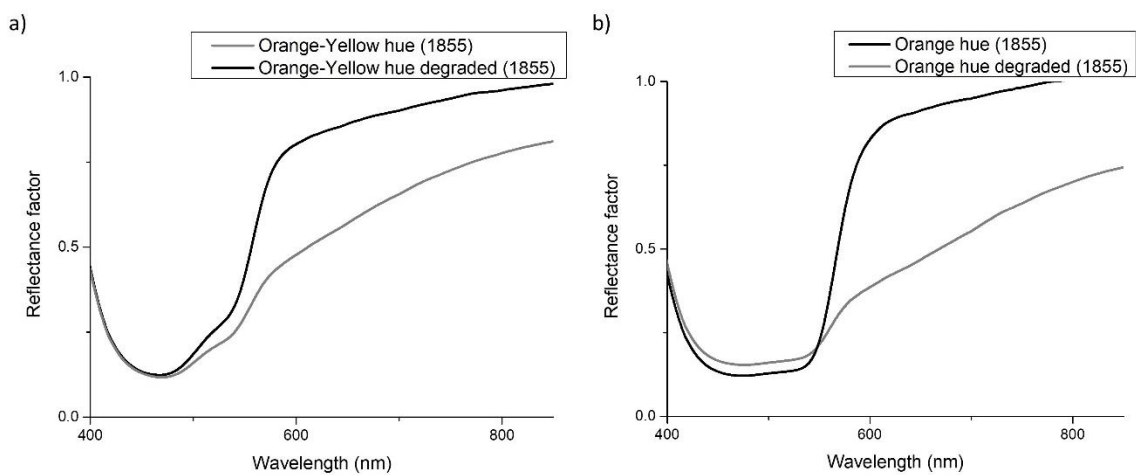 a)
Orange-Yellow hue (1855)
Orange-Yellow hue degraded (1855)
1.0
0.5
0.0
Reflectance factor
400
600
800
Wavelength (nm)
b)
Orange hue (1855)
Orange hue degraded (1855)
1.0
0.5
0.0
Reflectance factor
400
600
800
Wavelength (nm)